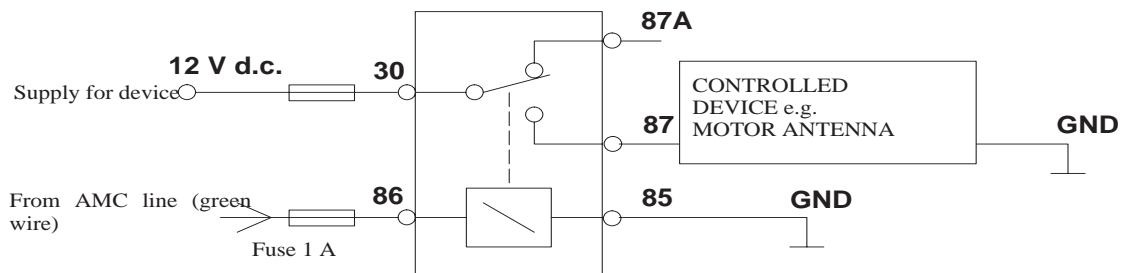 87A
12 V d.c.
30
Supply for device
CONTROLLED
DEVICE e.g.
MOTOR ANTENNA
87
GND
From AMC line (green
wire)
86
85
GND
Fuse 1 A